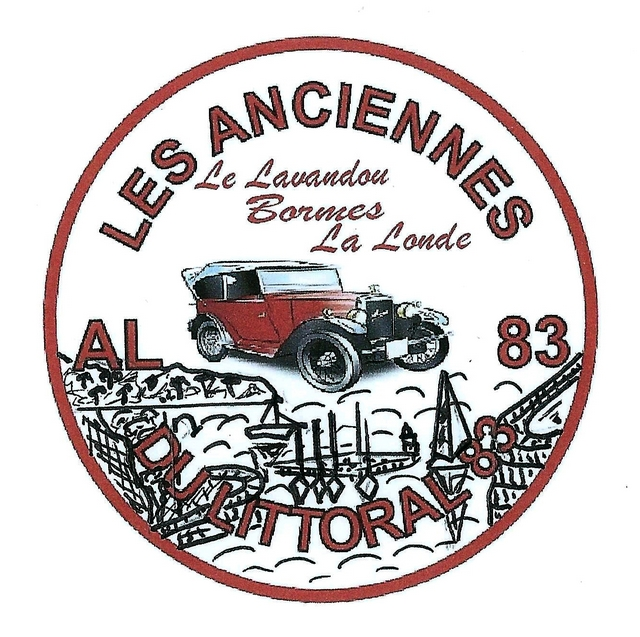 LES ANCIENNES
Le Lavandou
Bormes
La Londe
AL 83
DU LITTORAL 83